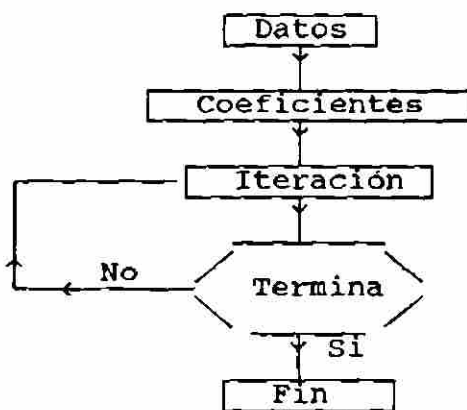 Datos
Coeficientes
Iteración
No
Termina
Si
Fin